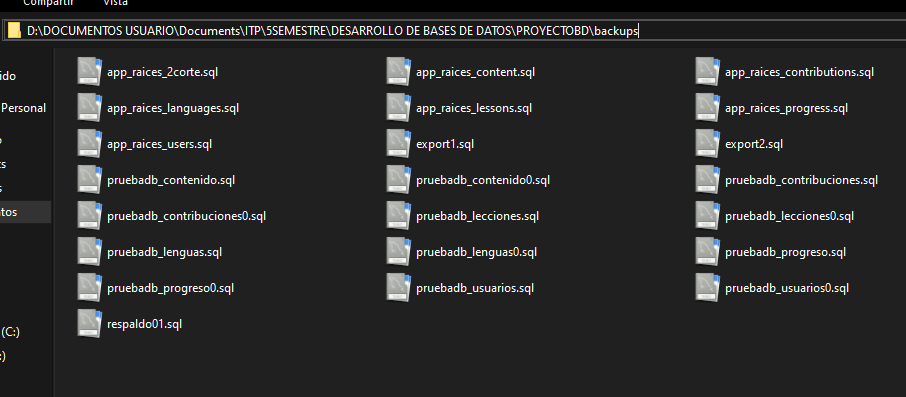 Compartir Vista
D:\DOCUMENTOS USUARIO\Documents\ITP\5SEMESTRE\DESARROLLO DE BASES DE DATOS\PROYECTOBD\backups
app_raices_2corte.sql app_raices_content.sql app_raices_contributions.sql
ido
Personal
app_raices_languages.sql app_raices_lessons.sql app_raices_progress.sql
app_raices_users.sql export1.sql export2.sql
ts
pruebadb_contenido.sql pruebadb_contenido0.sql pruebadb_contribuciones.sql
s
tos
pruebadb_contribuciones0.sql pruebadb_lecciones.sql pruebadb_lecciones0.sql
pruebadb_lenguas.sql pruebadb_lenguas0.sql pruebadb_progreso.sql
pruebadb_progreso0.sql pruebadb_usuarios.sql pruebadb_usuarios0.sql
respaldo01.sql
(C:)
:)